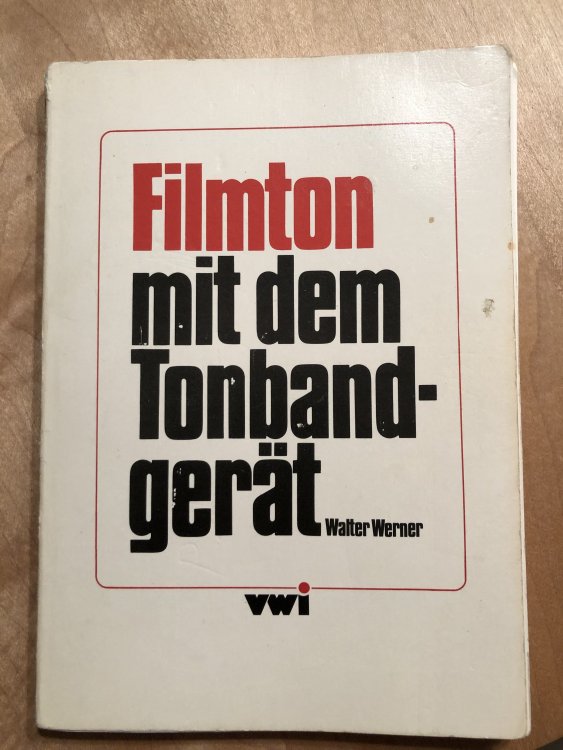 Filmton
mit dem
Tonband-
gerät
Walter Werner
vwi